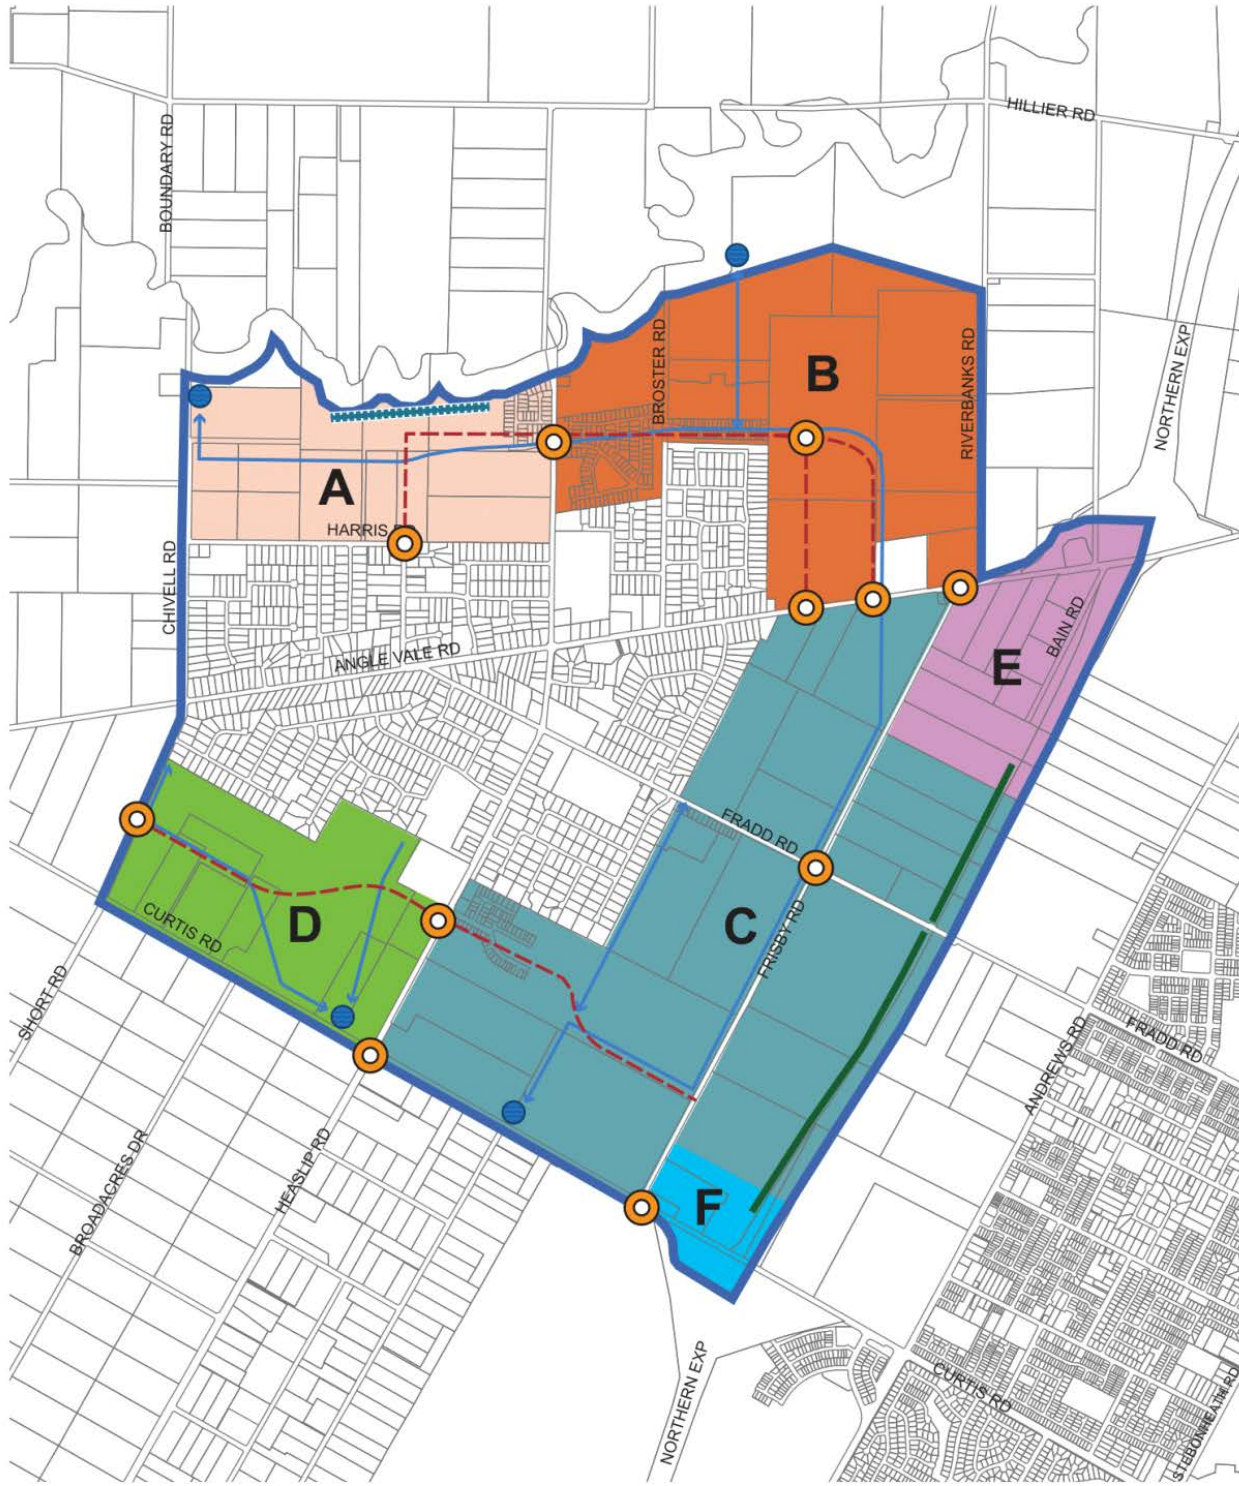 HILLIER RD
BOUNDARY RD
BROSTER RD
B
RIVERBANKS RD
NORTHERN EXP
A
HARRIS
CHIVELL RD
ANGLE VALE RD
BAIN RD
E
FRADD RD
C
FRISBY RD
D
CURTIS RD
SHORT RD
ANDREWS RD
FRADD RD
BROADACRES DR
HEASLIP RD
F
NORTHERN EXP
CURTIS RD
STEBONHEATH RD